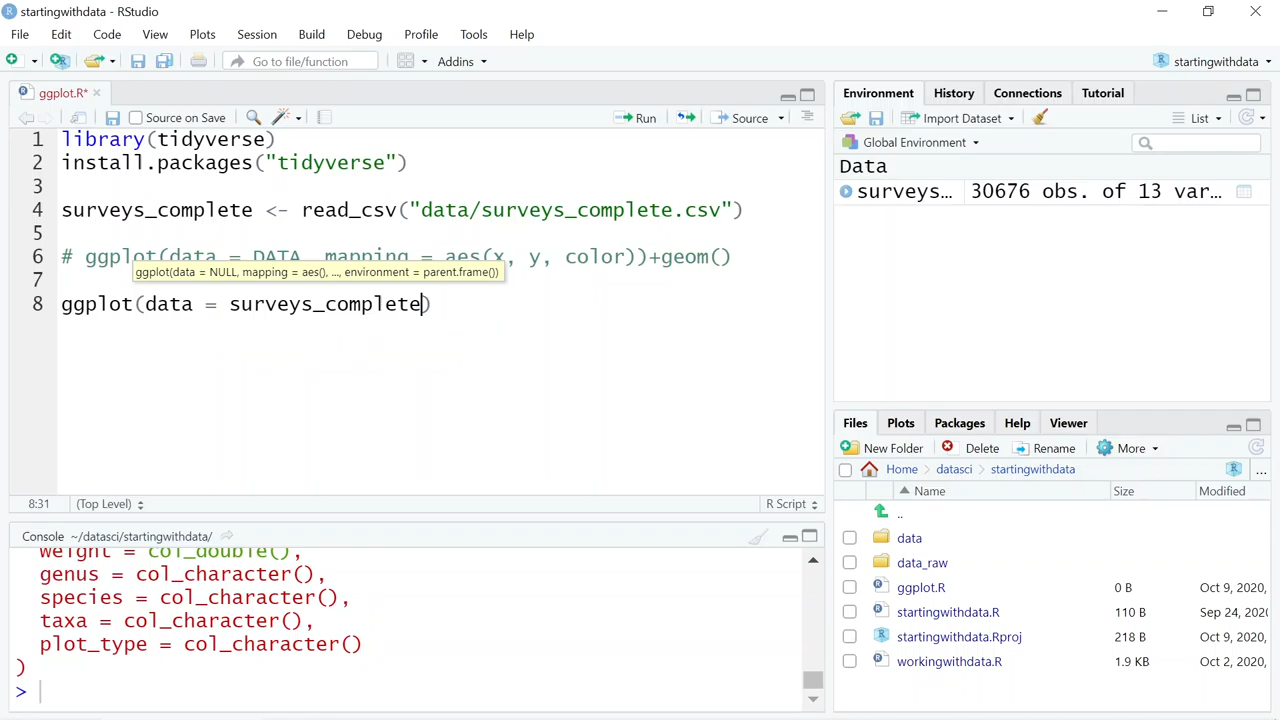 startingwithdata - RStudio
File Edit Code View Plots Session Build Debug Profile Tools Help
Go to file/function Addins startingwithdata
ggplot.R*
Source on Save Run Source
1 library(tidyverse)
2 install.packages("tidyverse")
3
4 surveys_complete <- read_csv("data/surveys_complete.csv")
5
6 # ggplot(data = DATA, mapping = aes(x, y, color))+geom()
ggplot(data = NULL, mapping = aes(), ..., environment = parent.frame())
7
8 ggplot(data = surveys_complete)
8:31 (Top Level) R Script
Console ~/datasci/startingwithdata/
weight = col_double(),
genus = col_character(),
species = col_character(),
taxa = col_character(),
plot_type = col_character()
)
>
Environment History Connections Tutorial
Import Dataset List
Global Environment
Data
surveys... 30676 obs. of 13 var...
Files Plots Packages Help Viewer
New Folder Delete Rename More
Home datasci startingwithdata ...
Name Size Modified
..
data
data_raw
ggplot.R 0 B Oct 9, 2020,
startingwithdata.R 110 B Sep 24, 202
startingwithdata.Rproj 218 B Oct 9, 2020,
workingwithdata.R 1.9 KB Oct 2, 2020,